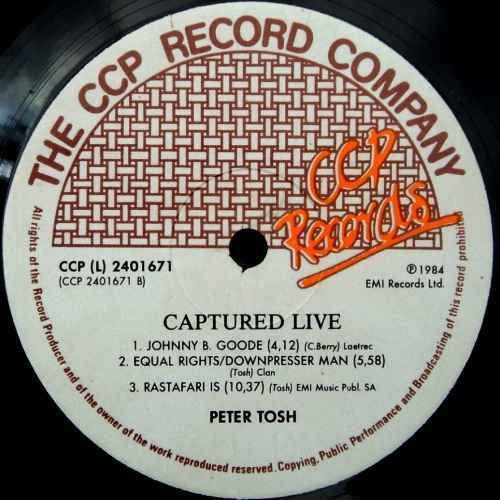 THE CCP RECORD COMPANY
CCP
Records
CCP (L) 2401671
(CCP 2401671 B)
℗ 1984
EMI Records Ltd.
CAPTURED LIVE
1. JOHNNY B. GOODE (4,12) (C.Berry) Laetrec
2. EQUAL RIGHTS/DOWNPRESSER MAN (5,58)
(Tosh) Clan
3. RASTAFARI IS (10,37) (Tosh) EMI Music Publ. SA
PETER TOSH
All rights of the Record Producer and of the owner of the work reproduced reserved. Copying, Public Performance and Broadcasting of this record prohibited